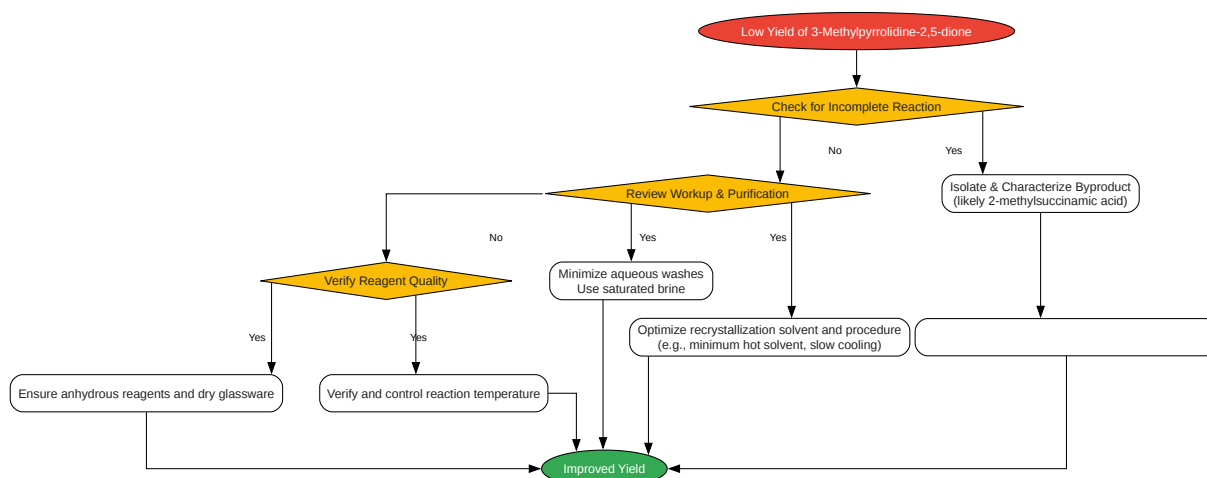 Low Yield of 3-Methylpyrrolidine-2,5-dione
Check for Incomplete Reaction
No
Yes
Review Workup & Purification
Isolate & Characterize Byproduct
(likely 2-methylsuccinamic acid)
No
Yes
Yes
Verify Reagent Quality
Minimize aqueous washes
Use saturated brine
Yes
Yes
Optimize recrystallization solvent and procedure
(e.g., minimum hot solvent, slow cooling)
Ensure anhydrous reagents and dry glassware
Verify and control reaction temperature
Improved Yield